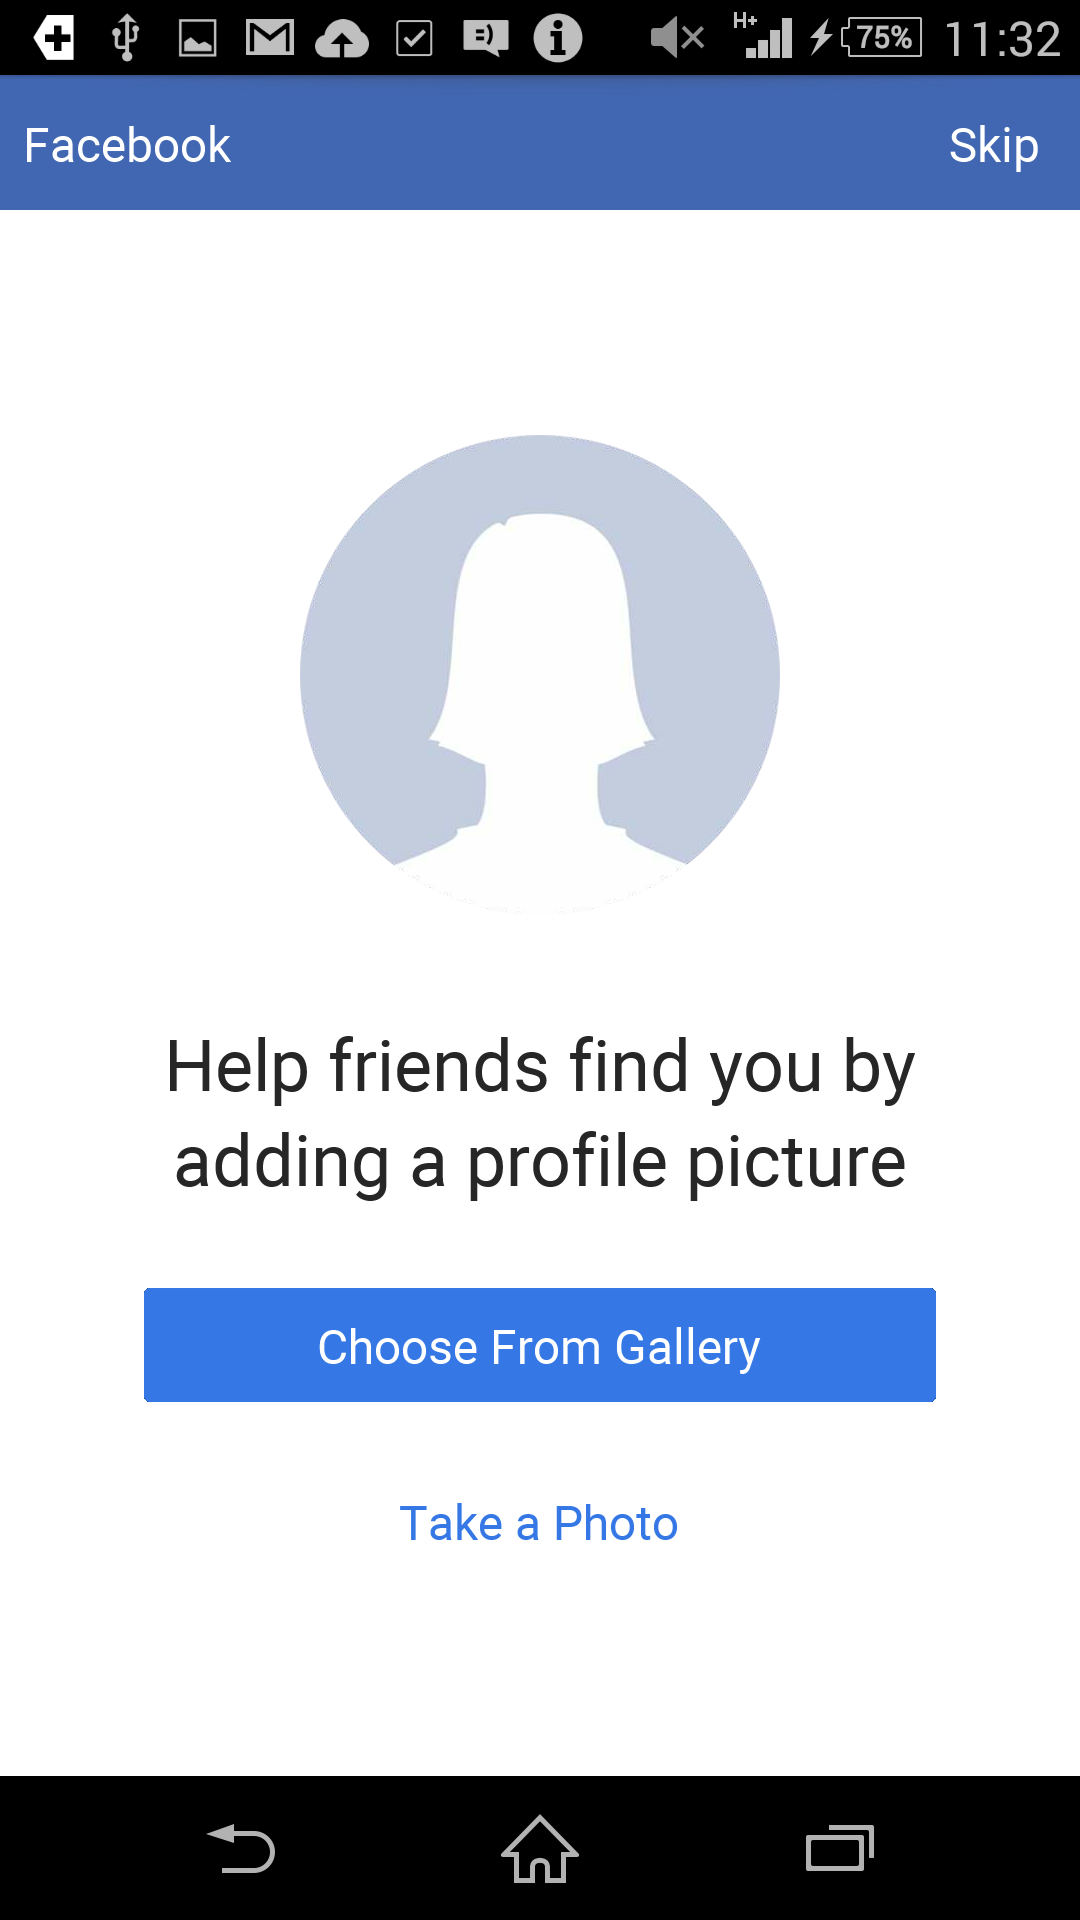 H+ 75% 11:32
Facebook Skip
Help friends find you by
adding a profile picture
Choose From Gallery
Take a Photo